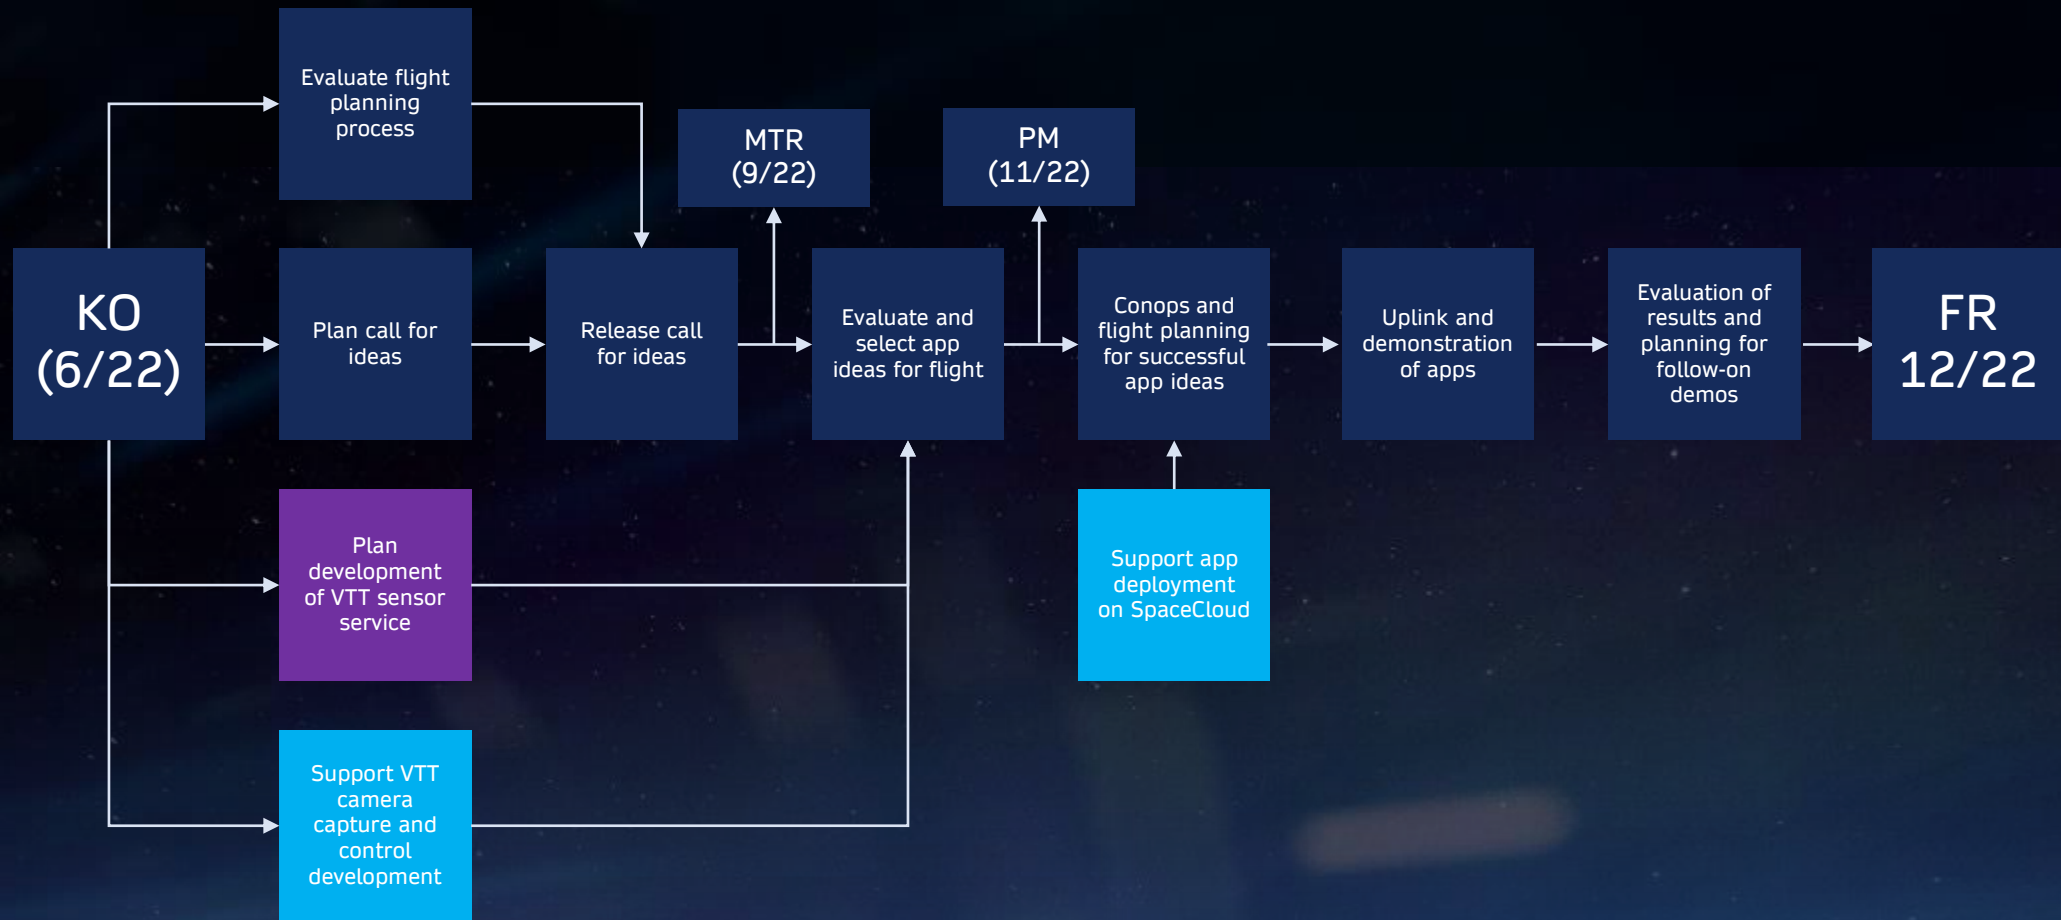 Evaluate flight
planning
process
MTR
(9/22)
PM
(11/22)
KO
(6/22)
Plan call for
ideas
Release call
for ideas
Evaluate and
select app
ideas for flight
Conops and
flight planning
for successful
app ideas
Uplink and
demonstration
of apps
Evaluation of
results and
planning for
follow-on
demos
FR
12/22
Plan
development
of VTT sensor
service
Support app
deployment
on SpaceCloud
Support VTT
camera
capture and
control
development